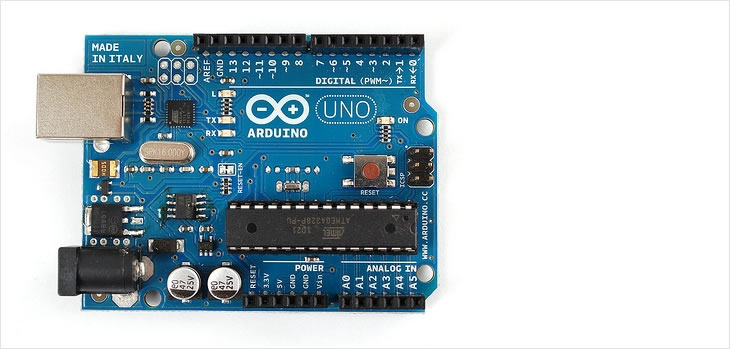 MADE
IN ITALY
AREF
GND
13
12
~11
~10
~9
8
7
~6
~5
4
~3
2
TX→1
RX←0
DIGITAL (PWM~)
L
TX
RX
ARDUINO
UNO
ON
RESET-EN
RESET
ICSP
ATMEGA328P-PU
WWW.ARDUINO.CC
POWER
ANALOG IN
RESET
3.3V
5V
GND
GND
Vin
A0
A1
A2
A3
A4
A5
47
25V
47
25V